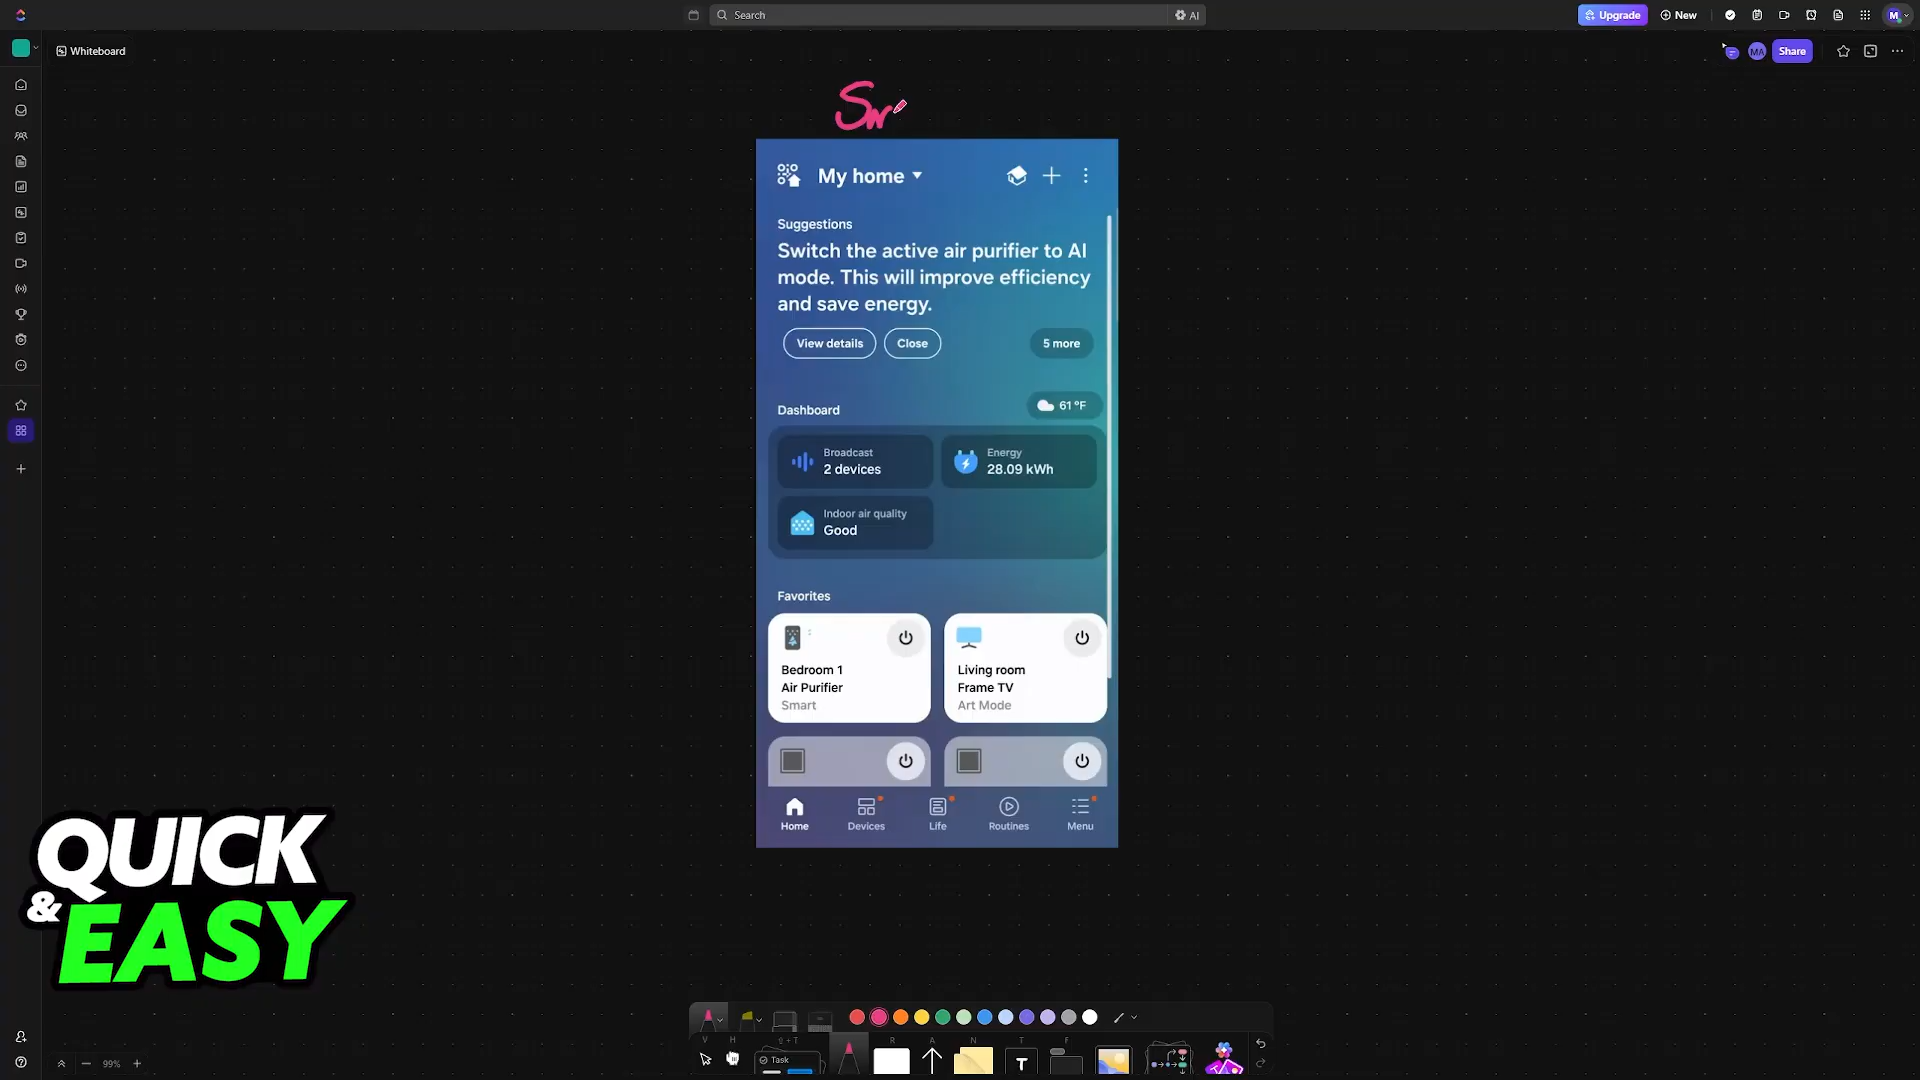 Search
AI
Upgrade
New
M
Whiteboard
MA
Share
My home
Suggestions
Switch the active air purifier to AI
mode. This will improve efficiency
and save energy.
View details
Close
5 more
Dashboard
61 °F
Broadcast
2 devices
Energy
28.09 kWh
Indoor air quality
Good
Favorites
Bedroom 1
Air Purifier
Smart
Living room
Frame TV
Art Mode
Home
Devices
Life
Routines
Menu
QUICK
& EASY
V
H
⇧ + T
R
A
N
T
F
Task
T
99%